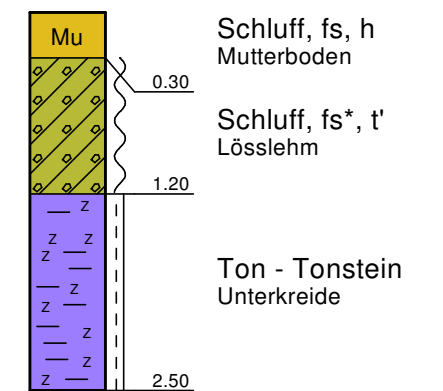 Mu
Schluff, fs, h
Mutterboden
0.30
Schluff, fs*, t'
Lösslehm
1.20
z
z z
z
Ton - Tonstein
Unterkreide
z
z
z
z
z
2.50